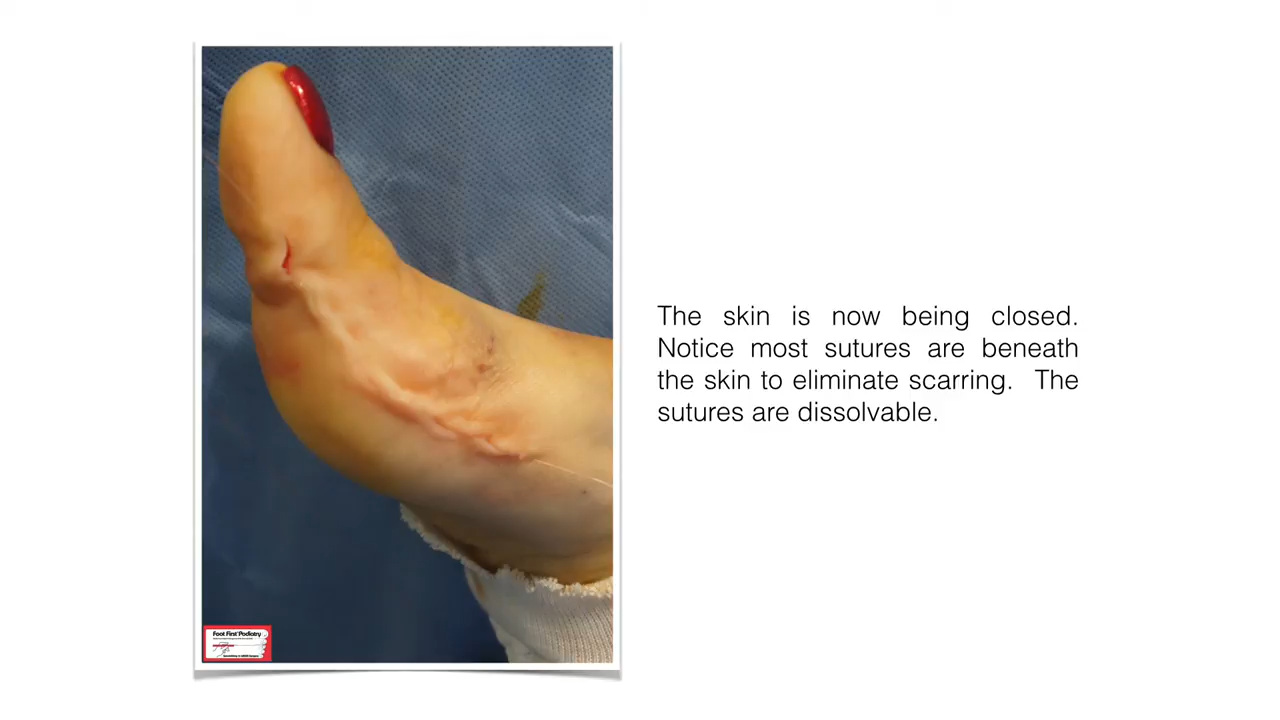 The skin is now being closed.
Notice most sutures are beneath
the skin to eliminate scarring. The
sutures are dissolvable.
Foot First Podiatry